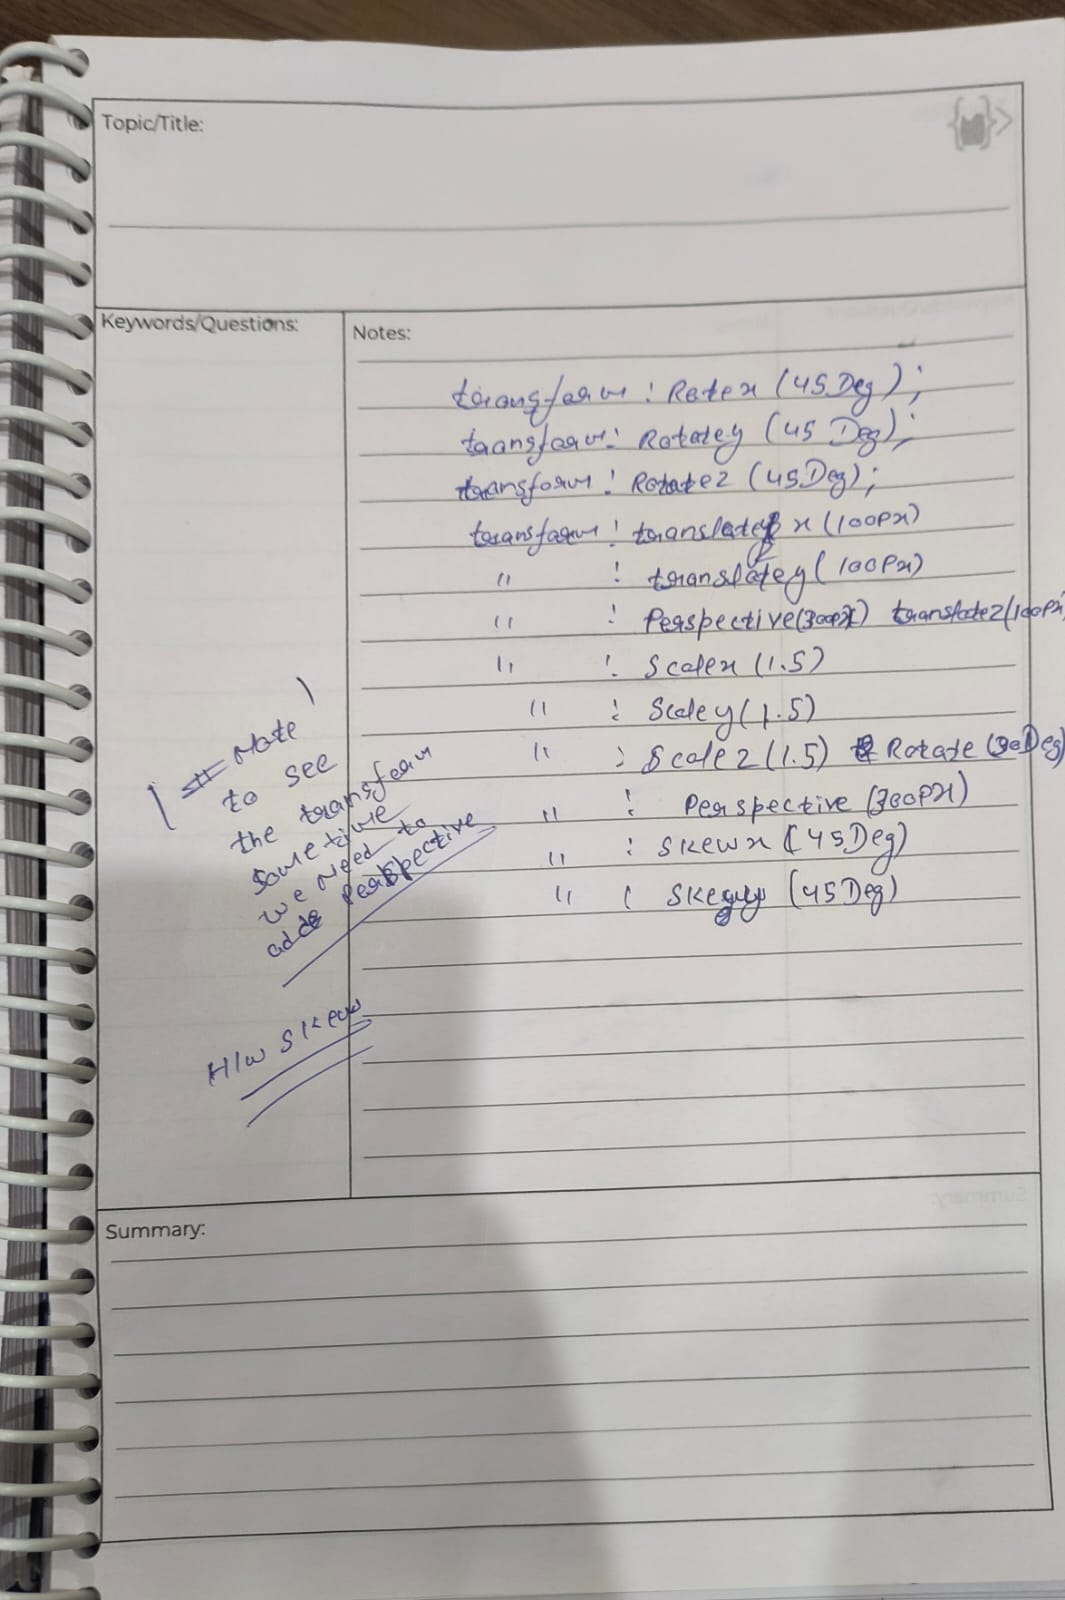 Topic/Title:
Keywords/Questions:
Notes:
transform : Rotex (45Deg);
transform: Rotatey (45 Deg);
transform : Rotatez (45Deg);
transform : translate x (100Px)
" : translatey (100Px)
" : Perspective(300px) translatez(100Px
" : Scalex (1.5)
" : Scaley (1.5)
" : Scalez (1.5) Rotate (30Deg)
" : Perspective (300Px)
" : Skewx (45Deg)
" : Skewy (45Deg)
Note
to see
the transform
sometime
we need to
add Perspective
H/w Skew
Summary: